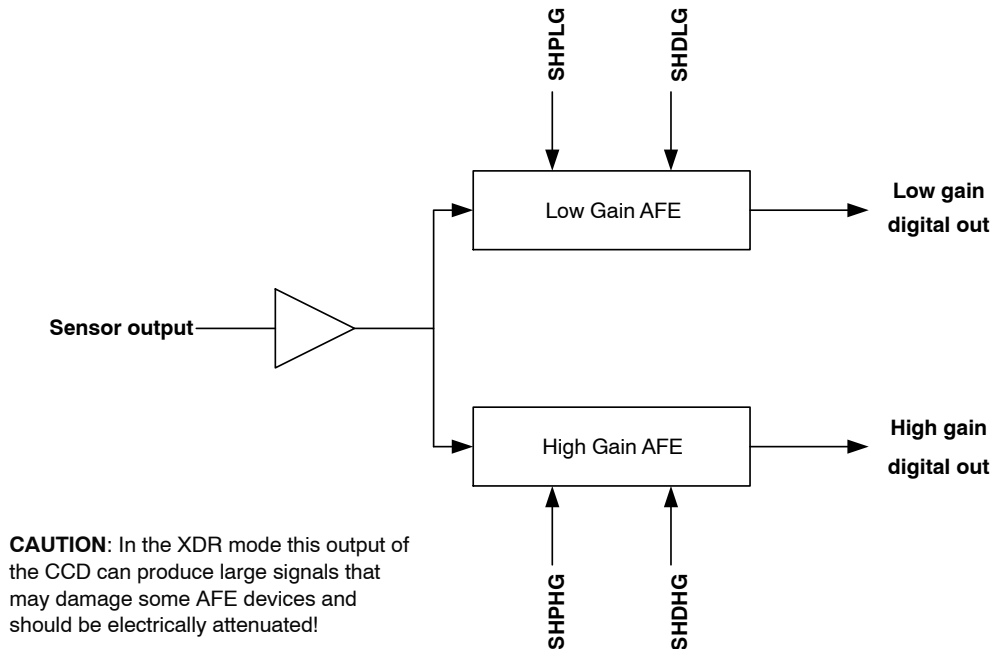 SHPLG
SHDLG
Low Gain AFE
Low gain
digital out
Sensor output
High Gain AFE
High gain
digital out
SHPHG
SHDHG
CAUTION: In the XDR mode this output of
the CCD can produce large signals that
may damage some AFE devices and
should be electrically attenuated!